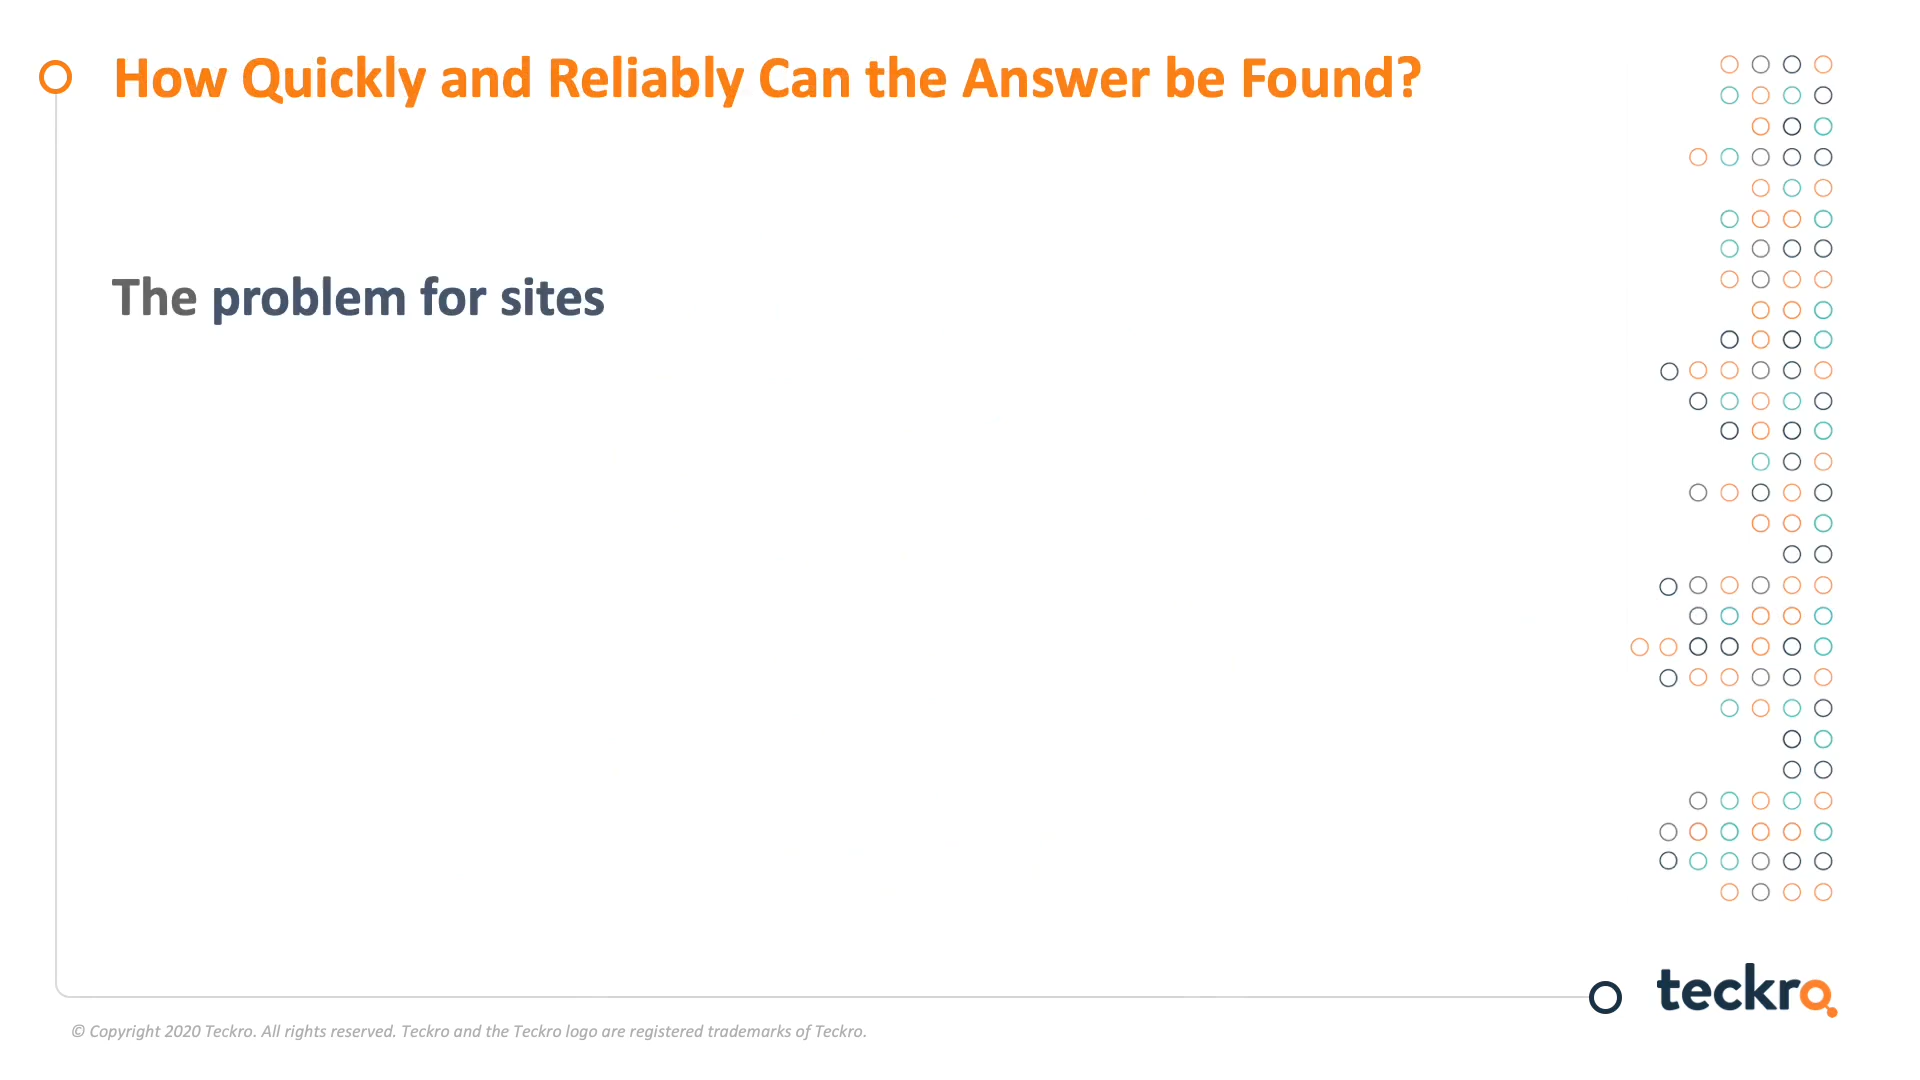 How Quickly and Reliably Can the Answer be Found?
The problem for sites
teckro
© Copyright 2020 Teckro. All rights reserved. Teckro and the Teckro logo are registered trademarks of Teckro.